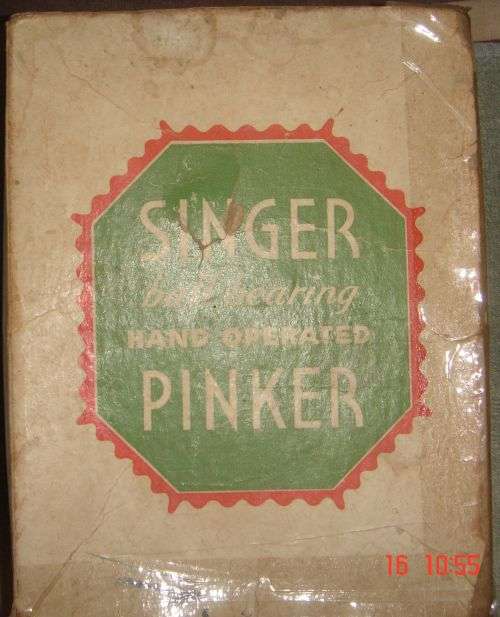 SINGER
ball bearing
HAND OPERATED
PINKER
16 10:55